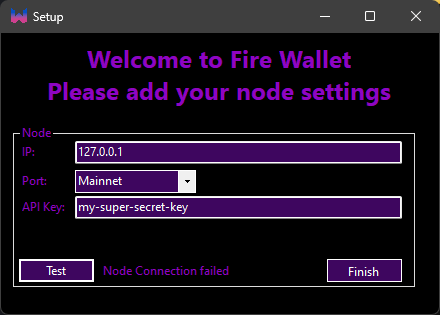 Setup
Welcome to Fire Wallet
Please add your node settings
Node
IP: 127.0.0.1
Port: Mainnet
API Key: my-super-secret-key
Test Node Connection failed Finish